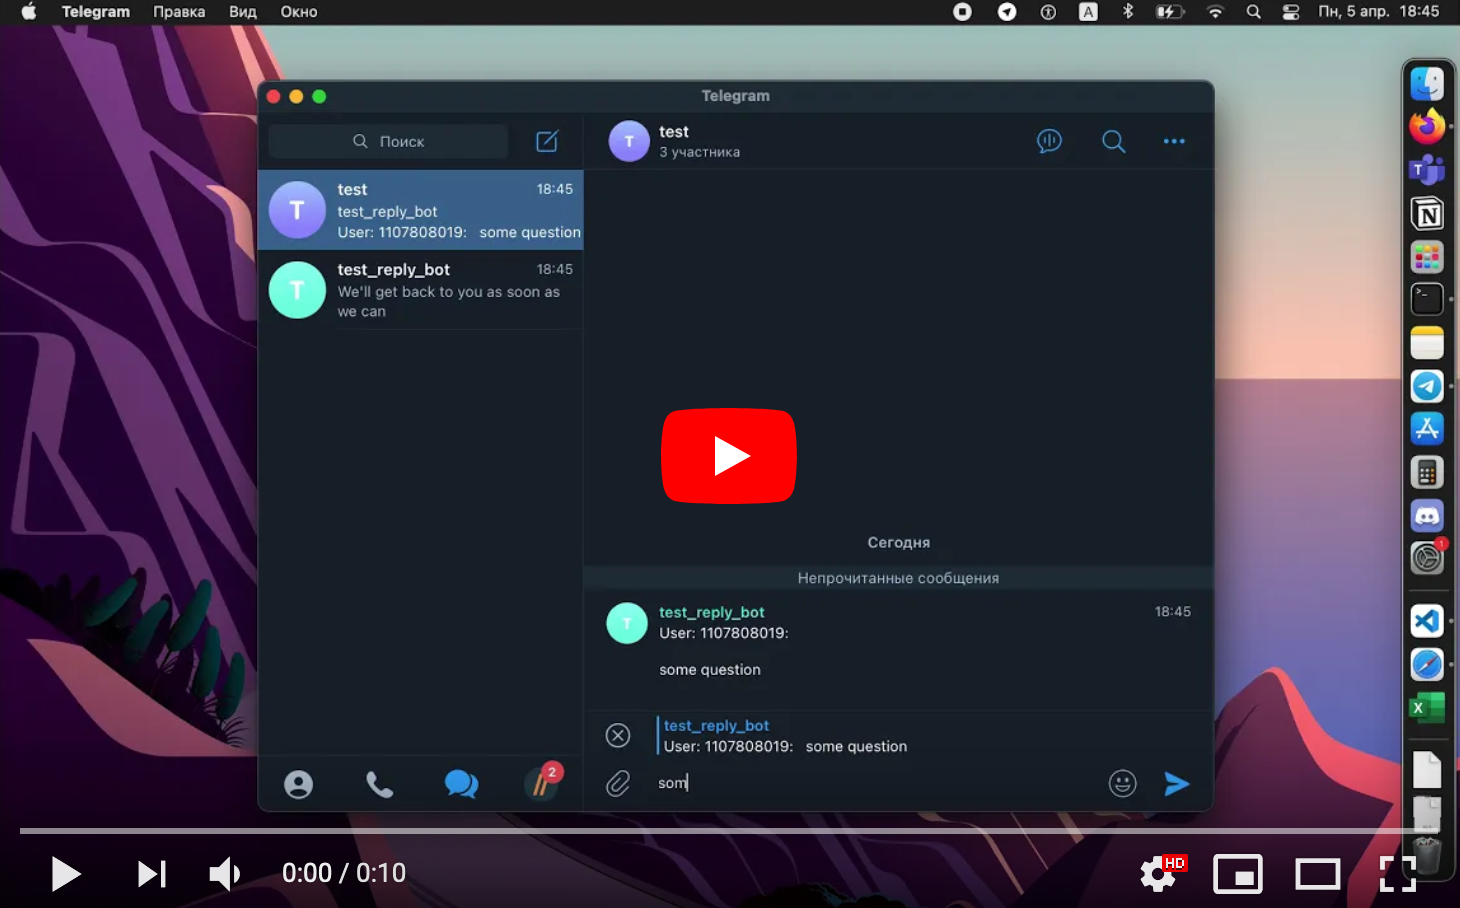 Telegram Правка Вид Окно A Пн, 5 апр. 18:45
Telegram
Поиск
T test
3 участника
T
test 18:45
test_reply_bot
User: 1107808019: some question
T
test_reply_bot 18:45
We'll get back to you as soon as
we can
Сегодня
Непрочитанные сообщения
T
test_reply_bot 18:45
User: 1107808019:
some question
test_reply_bot
User: 1107808019: some question
som
2
T
N
>_
1
X
0:00 / 0:10
HD